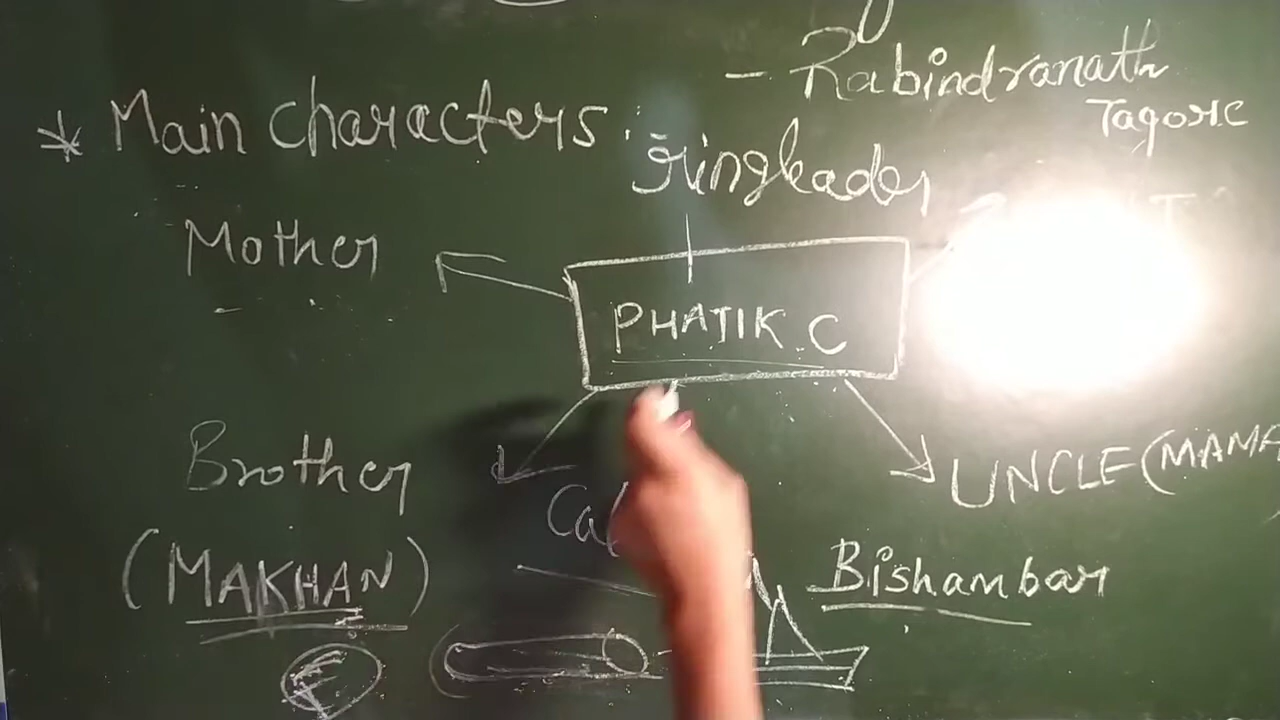 - Rabindranath
Tagore
* Main characters:
ringleader
Mother
PHATIK C
Brother
UNCLE (MAMA
(MAKHAN)
Bishambar